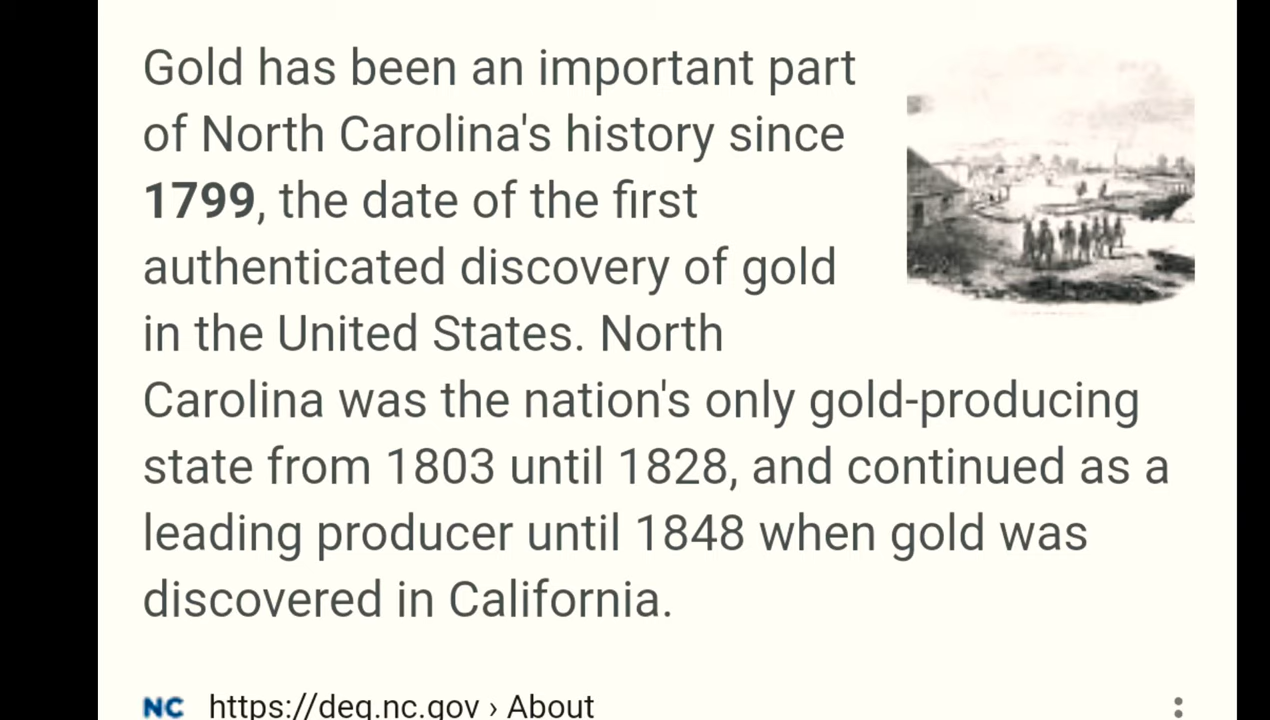 Gold has been an important part
of North Carolina's history since
1799, the date of the first
authenticated discovery of gold
in the United States. North
Carolina was the nation's only gold-producing
state from 1803 until 1828, and continued as a
leading producer until 1848 when gold was
discovered in California.
NC https://deq.nc.gov › About